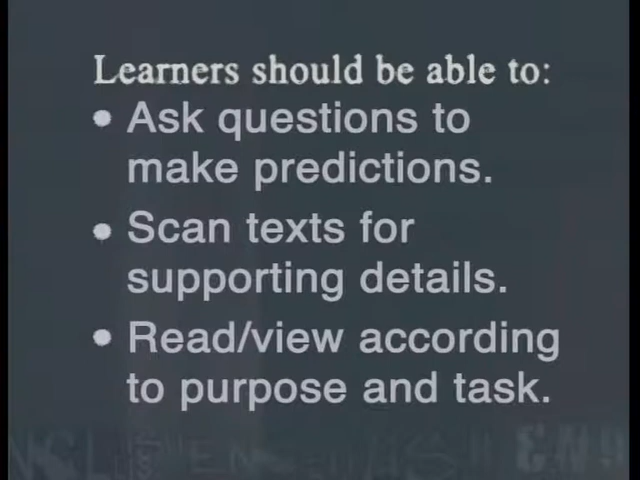 Learners should be able to:
• Ask questions to
make predictions.
• Scan texts for
supporting details.
• Read/view according
to purpose and task.